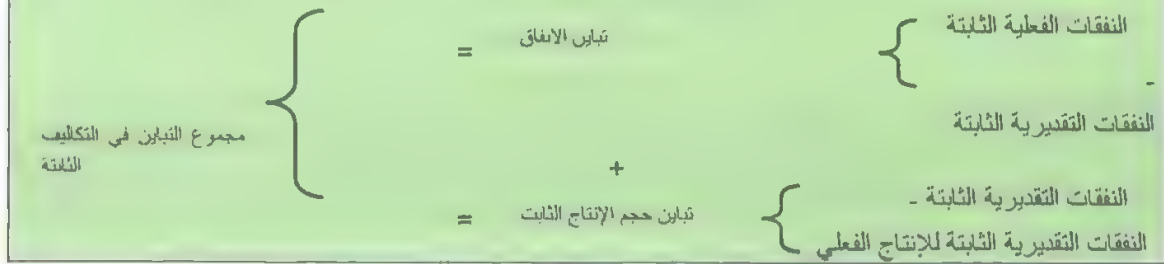 النفقات الفعلية الثابتة
-
النفقات التقديرية الثابتة
= تباين الانفاق
+
النفقات التقديرية الثابتة -
النفقات التقديرية الثابتة للإنتاج الفعلي
= تباين حجم الإنتاج الثابت
مجموع التباين في التكاليف
الثابتة